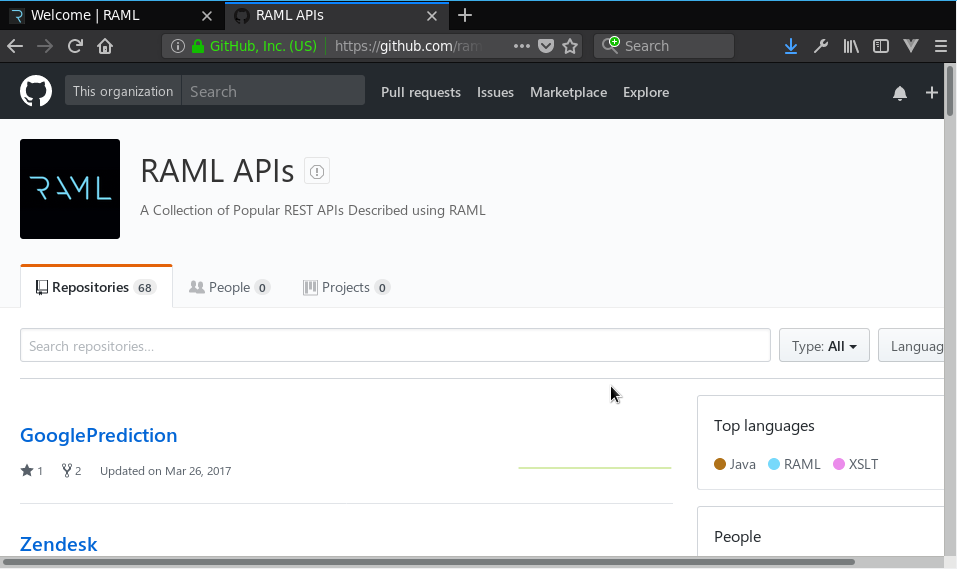 Welcome | RAML
RAML APIs
GitHub, Inc. (US)
https://github.com/ram
Search
This organization
Search
Pull requests
Issues
Marketplace
Explore
RAML
RAML APIs
A Collection of Popular REST APIs Described using RAML
Repositories 68
People 0
Projects 0
Search repositories...
Type: All
Languag
GooglePrediction
1
2
Updated on Mar 26, 2017
Zendesk
Top languages
Java
RAML
XSLT
People